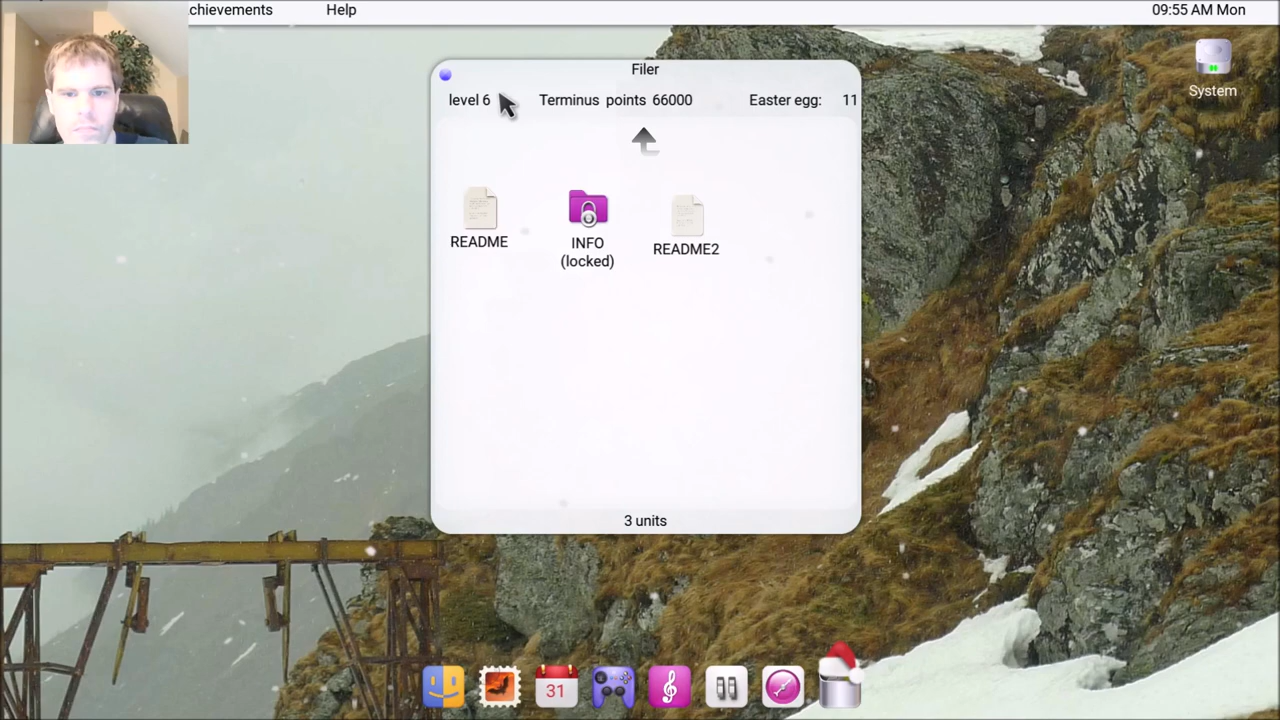 chievements Help 09:55 AM Mon
System
Filer
level 6 Terminus points 66000 Easter egg: 11
README
INFO
(locked)
README2
3 units
31